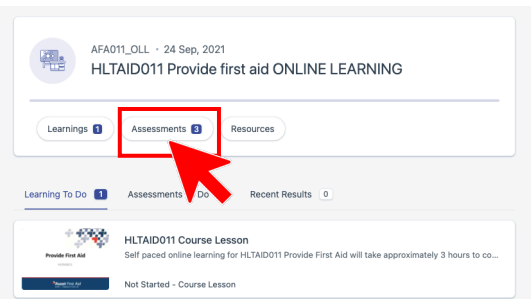 AFA011_OLL • 24 Sep, 2021
HLTAID011 Provide first aid ONLINE LEARNING
Learnings 1
Assessments 3
Resources
Learning To Do 1
Assessments Do
Recent Results 0
Provide First Aid
HLTAID011 Course Lesson
Self paced online learning for HLTAID011 Provide First Aid will take approximately 3 hours to co...
First Aid
Not Started - Course Lesson